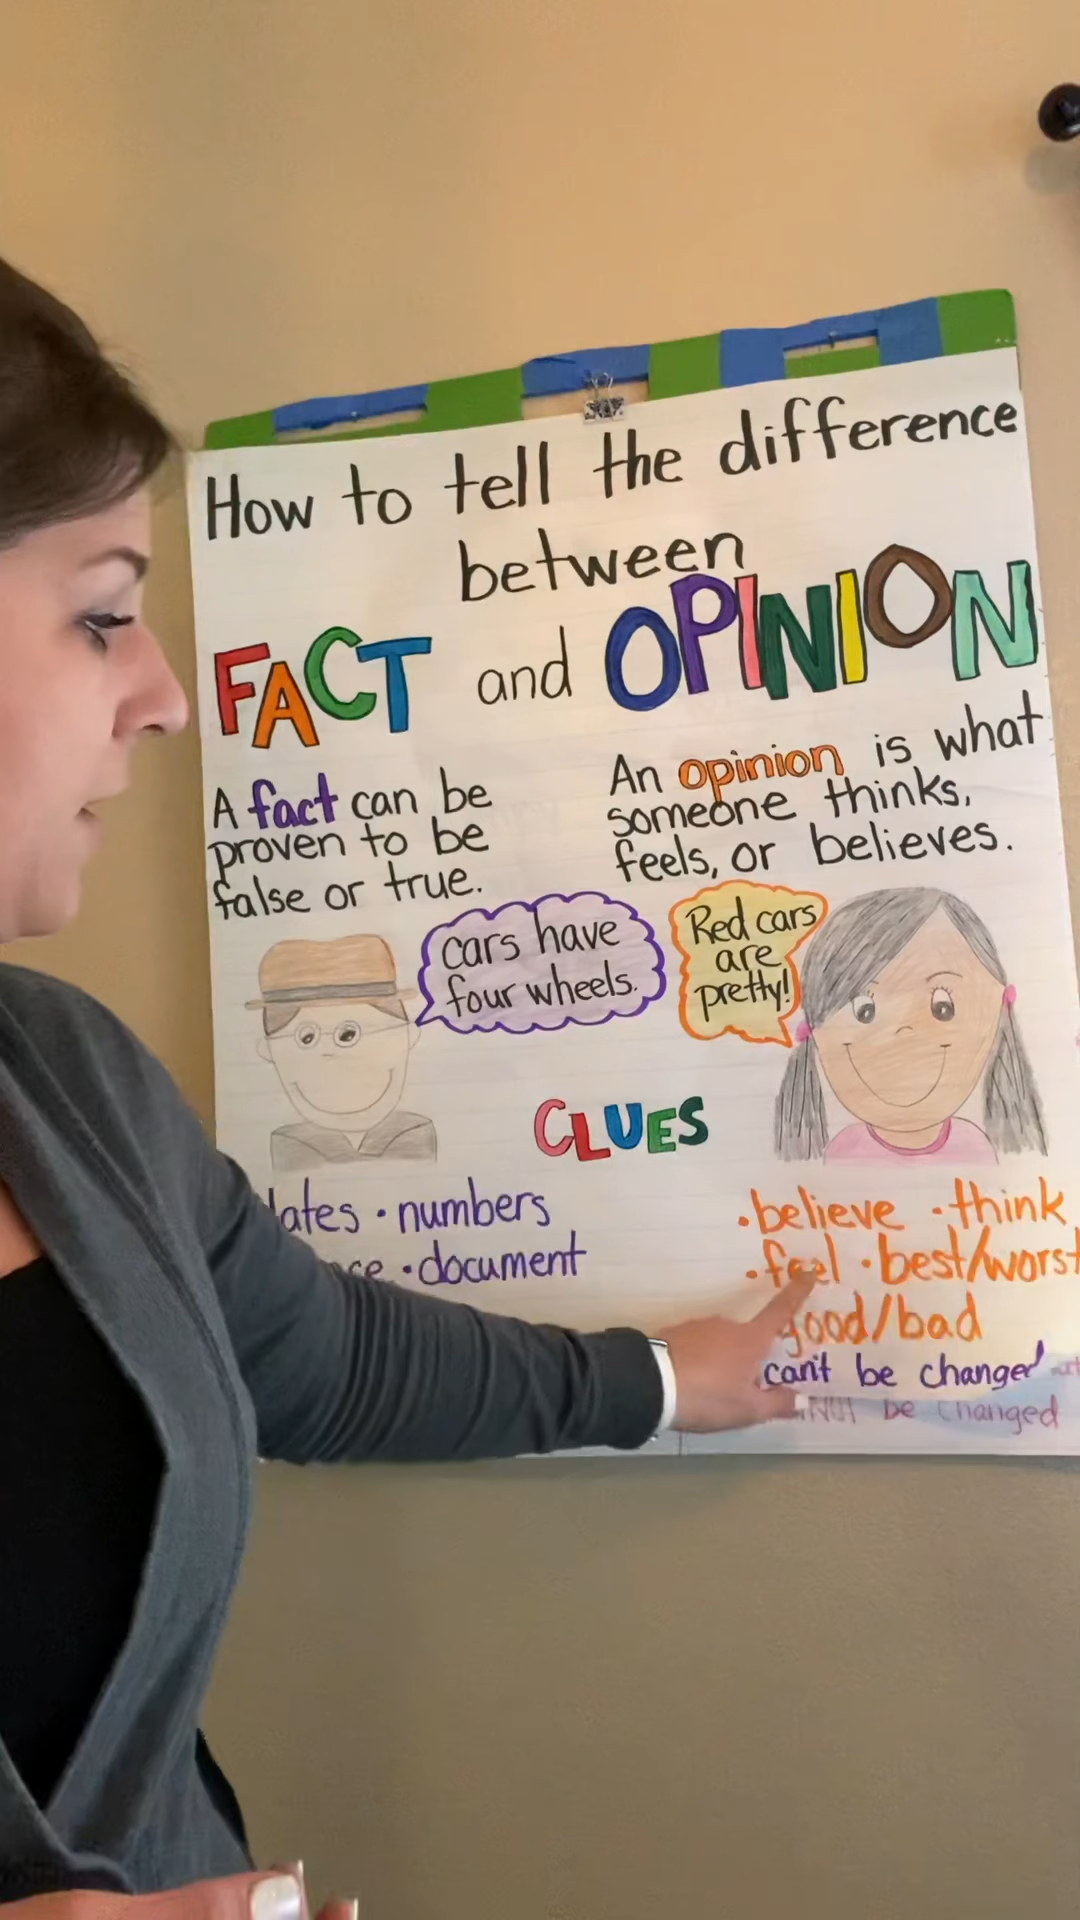 How to tell the difference
between
FACT and OPINION
A fact can be
proven to be
false or true.
An opinion is what
someone thinks,
feels, or believes.
cars have
four wheels.
Red cars
are
pretty!
CLUES
• numbers
• document
• believe • think
• feel • best/worst
good/bad
can't be changed
be changed